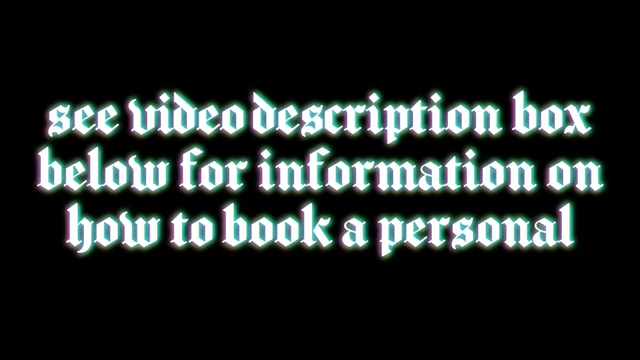 see video description box
below for information on
how to book a personal